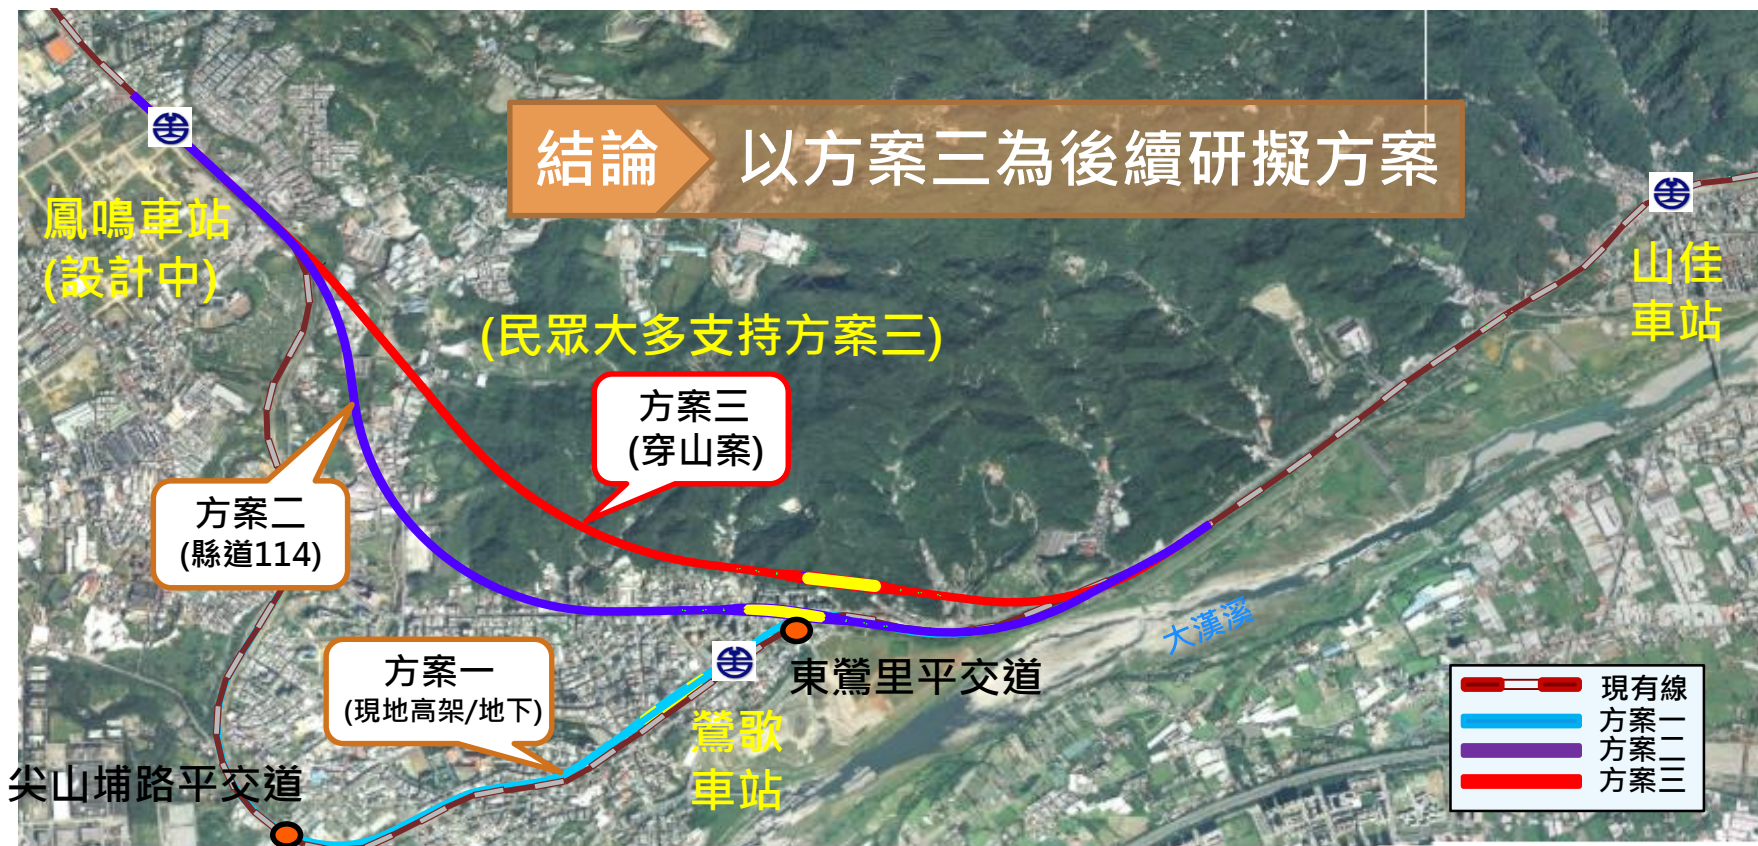 結論 以方案三為後續研擬方案
鳳鳴車站
(設計中)
山佳
車站
(民眾大多支持方案三)
方案三
(穿山案)
方案二
(縣道114)
方案一
(現地高架/地下)
東鶯里平交道
大漢溪
鶯歌
車站
尖山埔路平交道
現有線
方案一
方案二
方案三